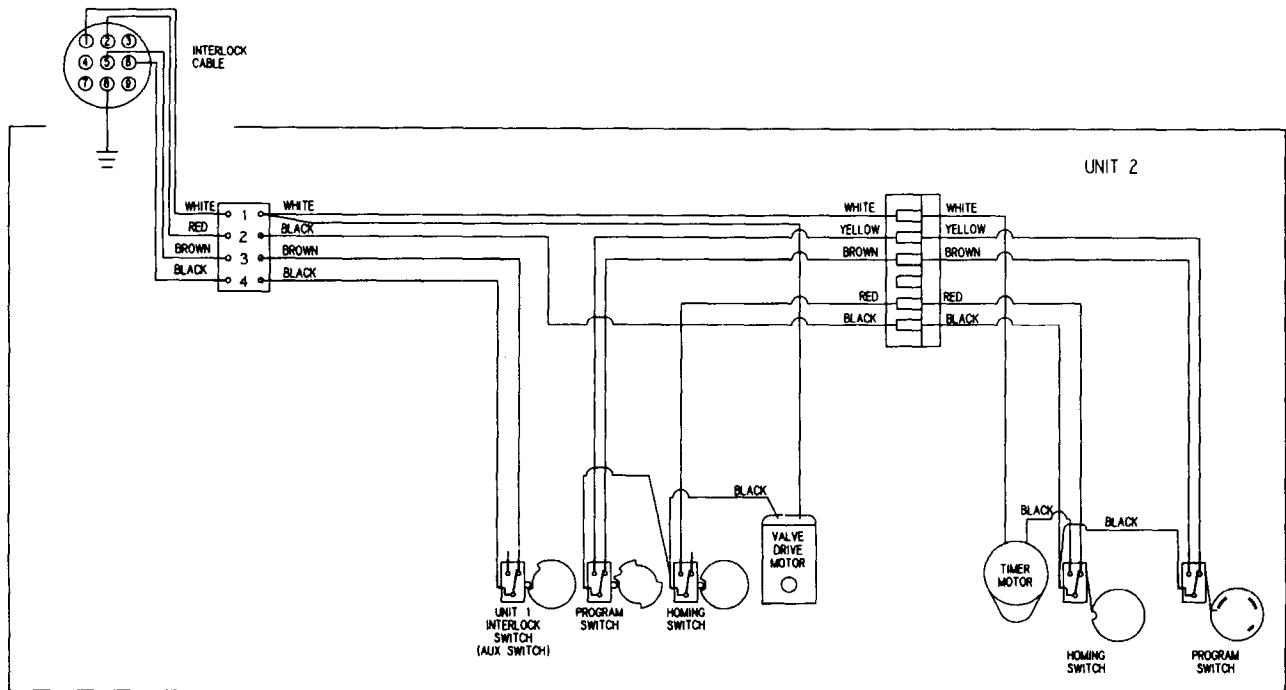 1 2 3
4 5 6
7 8 9
INTERLOCK
CABLE
UNIT 2
WHITE 1 WHITE
RED 2 BLACK
BROWN 3 BROWN
BLACK 4 BLACK
WHITE WHITE
YELLOW YELLOW
BROWN BROWN
RED RED
BLACK BLACK
BLACK
VALVE
DRIVE
MOTOR
BLACK
BLACK
TIMER
MOTOR
UNIT 1
INTERLOCK
SWITCH
(AUX SWITCH)
PROGRAM
SWITCH
HOMING
SWITCH
HOMING
SWITCH
PROGRAM
SWITCH